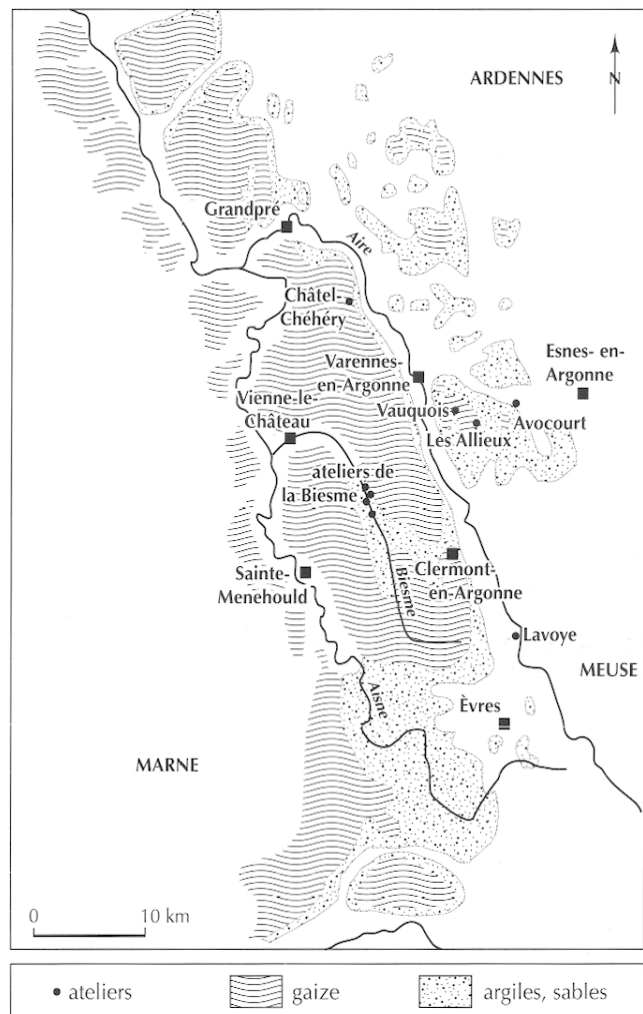 ARDENNES
N
Grandpré
Aire
Châtel-
Chéhéry
Varennes-
en-Argonne
Esnes- en-
Argonne
Vienne-le-
Château
Vauquois
Les Allieux
Avocourt
ateliers de
la Biesme
Biesme
Clermont-
en-Argonne
Sainte-
Menehould
Lavoye
MEUSE
Aisne
Èvres
MARNE
0 10 km
ateliers gaize argiles, sables